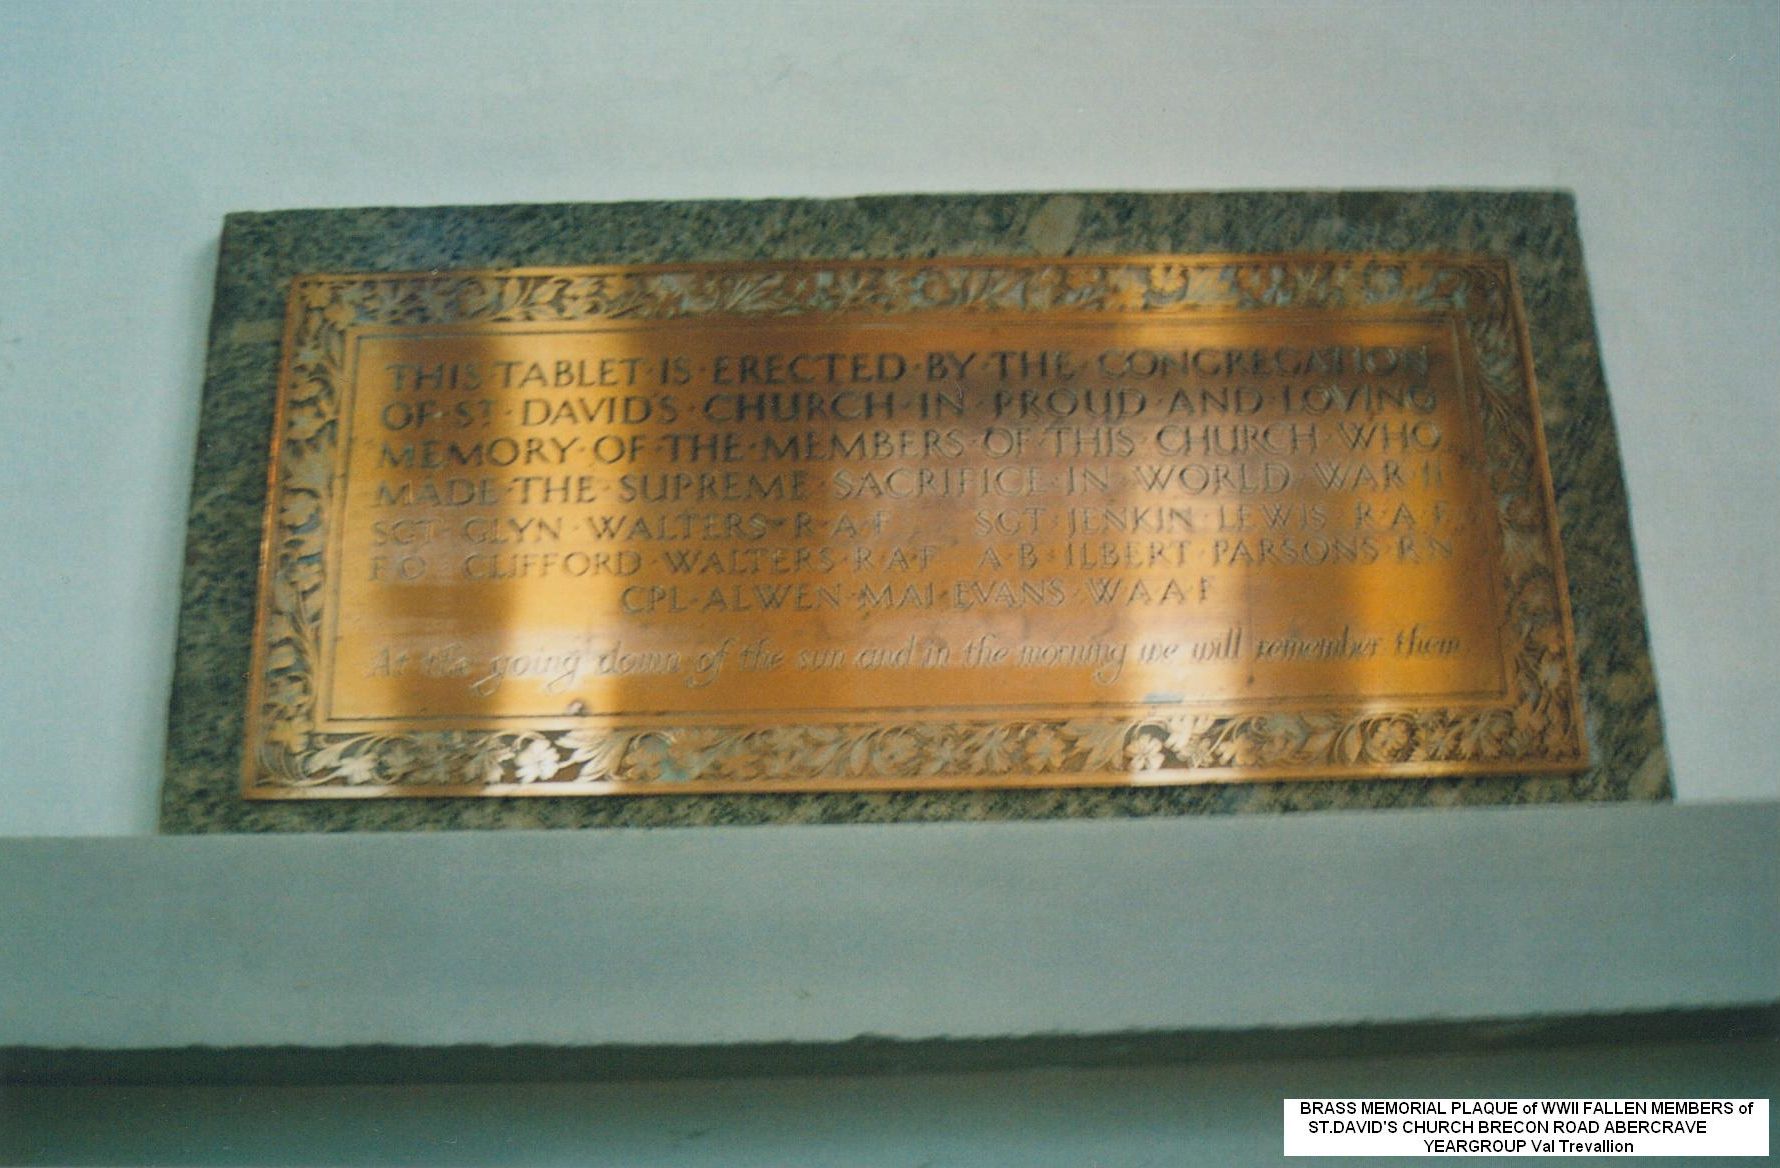 THIS·TABLET·IS·ERECTED·BY·THE·CONGREGATION
OF·ST·DAVID'S·CHURCH·IN·PROUD·AND·LOVING
MEMORY·OF·THE·MEMBERS·OF·THIS·CHURCH·WHO
MADE·THE·SUPREME·SACRIFICE·IN·WORLD·WAR·II
SGT·GLYN·WALTERS·R·A·F SGT·JENKIN·LEWIS·R·A·F
F·O·CLIFFORD·WALTERS·R·A·F A·B·ILBERT·PARSONS·R·N
CPL·ALWEN·MAI·EVANS·W·A·A·F
At the going down of the sun and in the morning we will remember them.
BRASS MEMORIAL PLAQUE of WWII FALLEN MEMBERS of
ST.DAVID'S CHURCH BRECON ROAD ABERCRAVE
YEARGROUP Val Trevallion